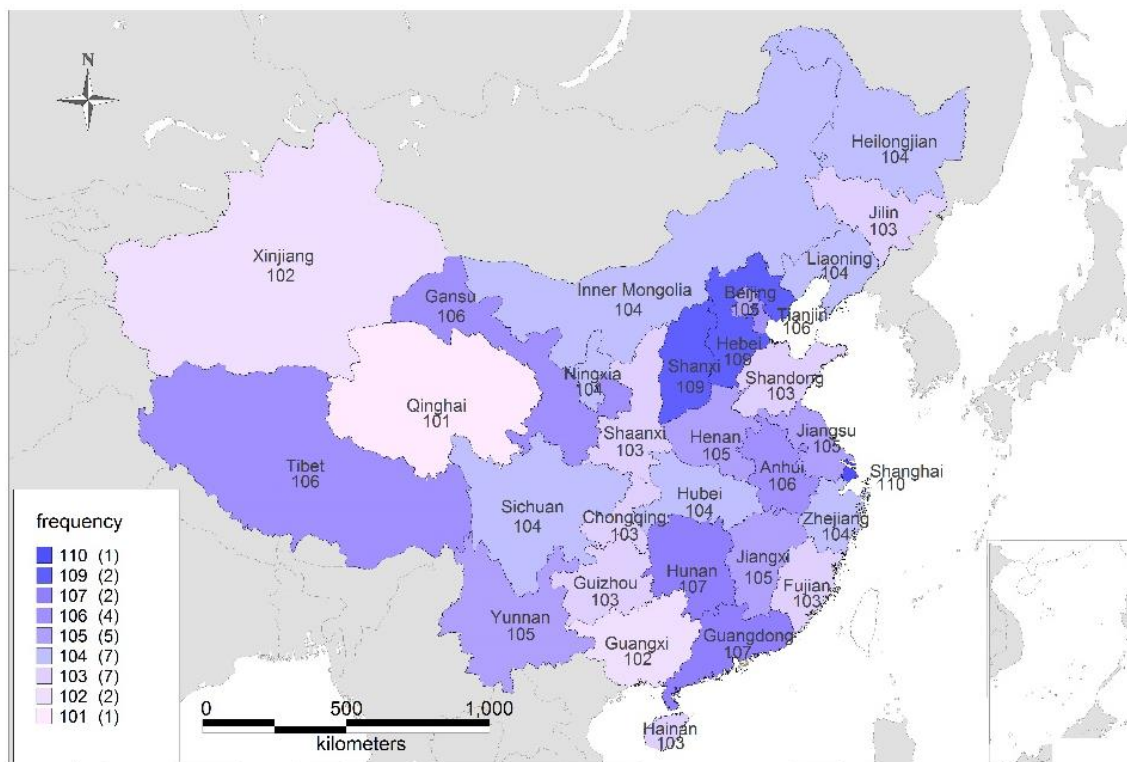 N
Heilongjian
104
Jilin
103
Liaoning
104
Xinjiang
102
Gansu
106
Inner Mongolia
104
Beijing
105
Tianjin
106
Hebei
109
Shanxi
109
Ningxia
104
Shandong
103
Qinghai
101
Shaanxi
103
Henan
105
Jiangsu
105
Tibet
106
Anhui
106
Shanghai
110
Sichuan
104
Hubei
104
Chongqing
103
Zhejiang
104
Hunan
107
Jiangxi
105
Guizhou
103
Fujian
103
Yunnan
105
Guangxi
102
Guangdong
107
Hainan
103
frequency
110 (1)
109 (2)
107 (2)
106 (4)
105 (5)
104 (7)
103 (7)
102 (2)
101 (1)
0 500 1,000
kilometers